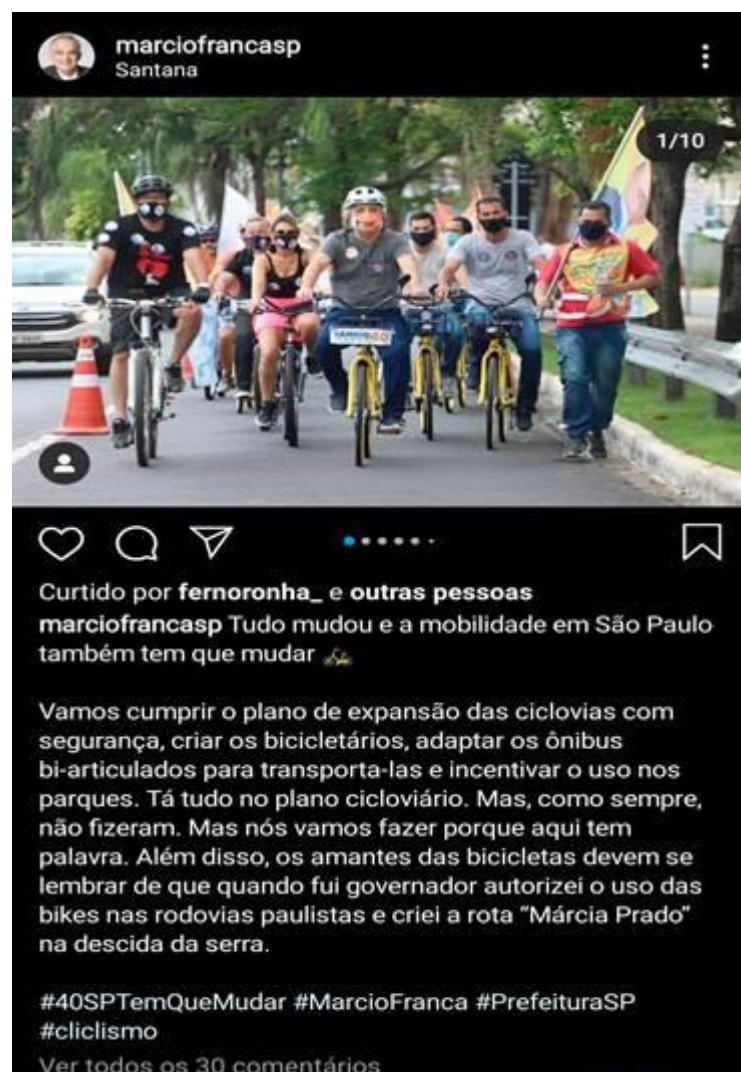 marciofrancasp
Santana
1/10
Curtido por fernoronha_ e outras pessoas
marciofrancasp Tudo mudou e a mobilidade em São Paulo
também tem que mudar 🚲
Vamos cumprir o plano de expansão das ciclovias com
segurança, criar os bicicletários, adaptar os ônibus
bi-articulados para transporta-las e incentivar o uso nos
parques. Tá tudo no plano cicloviário. Mas, como sempre,
não fizeram. Mas nós vamos fazer porque aqui tem
palavra. Além disso, os amantes das bicicletas devem se
lembrar de que quando fui governador autorizei o uso das
bikes nas rodovias paulistas e criei a rota “Márcia Prado”
na descida da serra.
#40SPTemQueMudar #MarcioFranca #PrefeituraSP
#cliclismo
Ver todos os 30 comentários